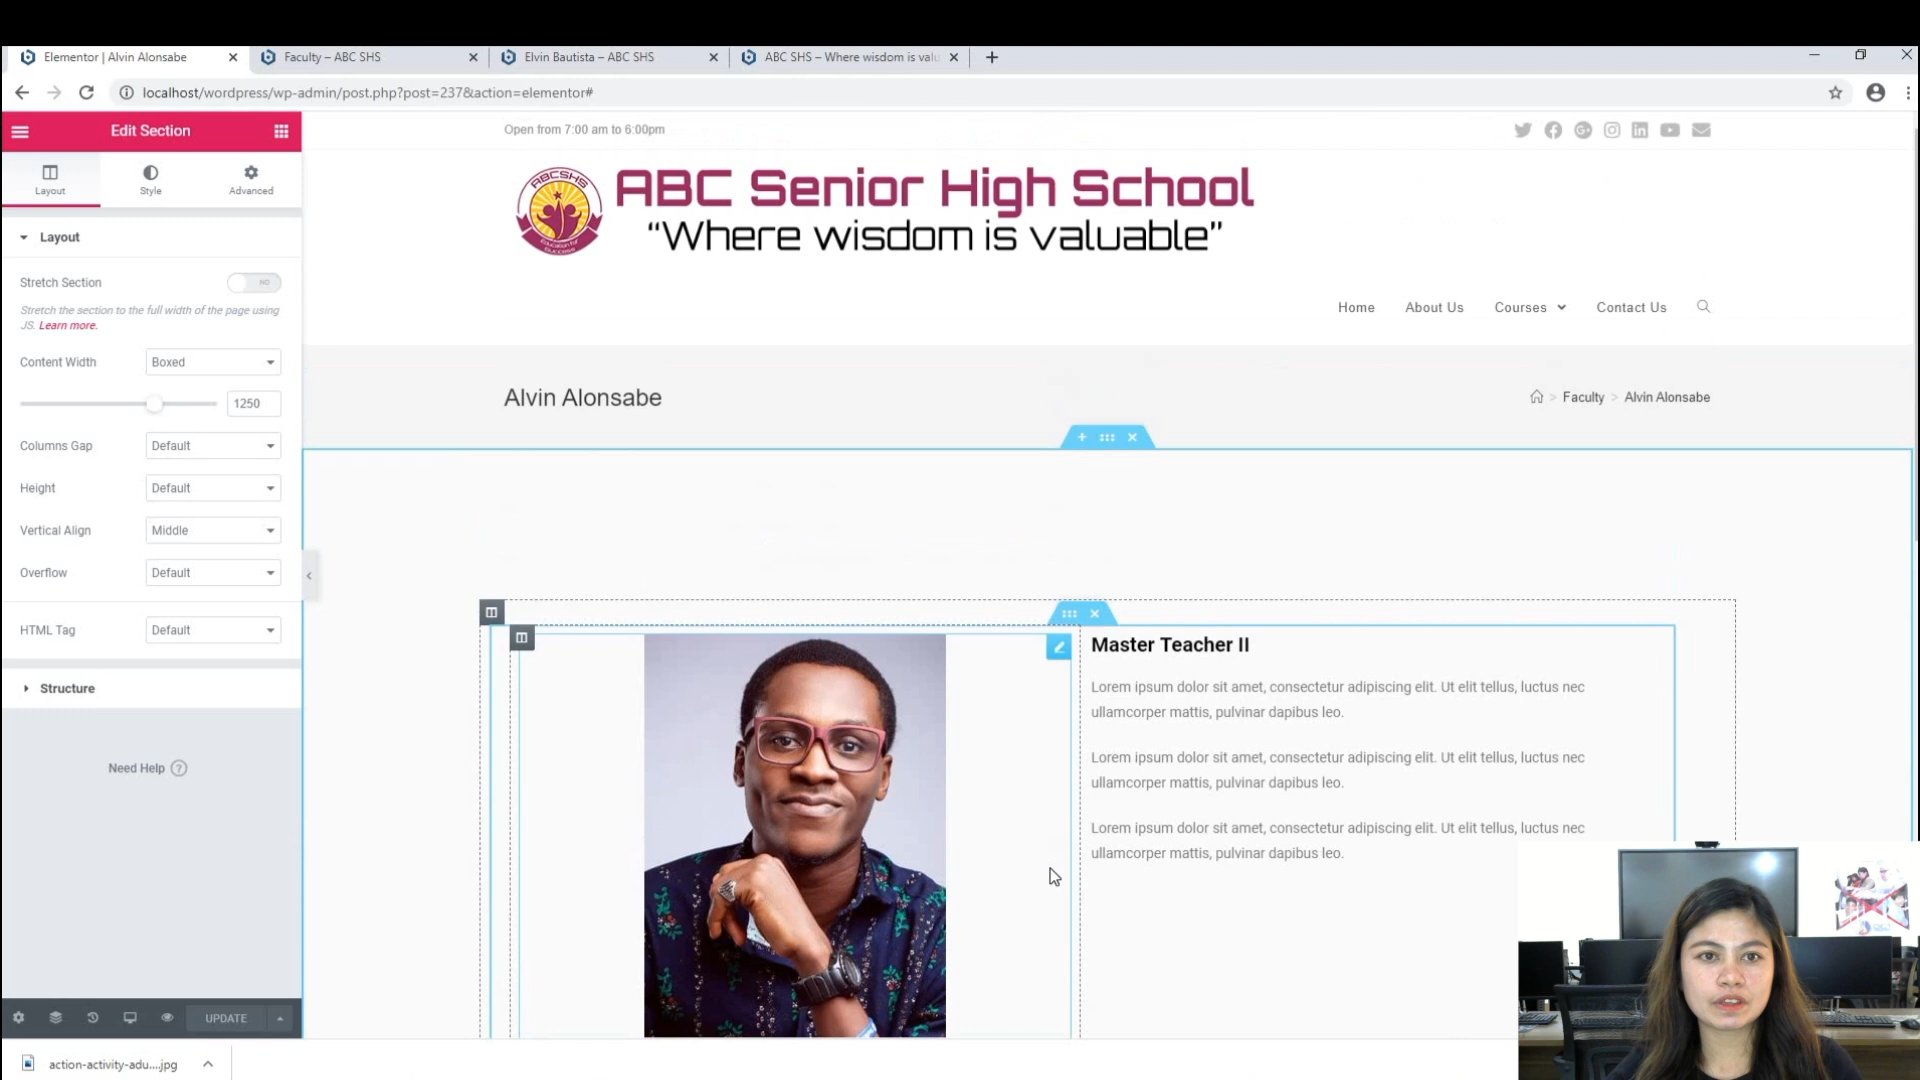 Elementor | Alvin Alonsabe
Faculty – ABC SHS
Elvin Bautista – ABC SHS
ABC SHS – Where wisdom is valu
localhost/wordpress/wp-admin/post.php?post=237&action=elementor#
Edit Section
Layout
Style
Advanced
Layout
Stretch Section
NO
Stretch the section to the full width of the page using
JS. Learn more.
Content Width
Boxed
1250
Columns Gap
Default
Height
Default
Vertical Align
Middle
Overflow
Default
HTML Tag
Default
Structure
Need Help
UPDATE
Open from 7:00 am to 6:00pm
ABCSHS
Education for
Success
ABC Senior High School
“Where wisdom is valuable”
Home
About Us
Courses
Contact Us
Alvin Alonsabe
> Faculty > Alvin Alonsabe
Master Teacher II
Lorem ipsum dolor sit amet, consectetur adipiscing elit. Ut elit tellus, luctus nec
ullamcorper mattis, pulvinar dapibus leo.
Lorem ipsum dolor sit amet, consectetur adipiscing elit. Ut elit tellus, luctus nec
ullamcorper mattis, pulvinar dapibus leo.
Lorem ipsum dolor sit amet, consectetur adipiscing elit. Ut elit tellus, luctus nec
ullamcorper mattis, pulvinar dapibus leo.
action-activity-adu....jpg